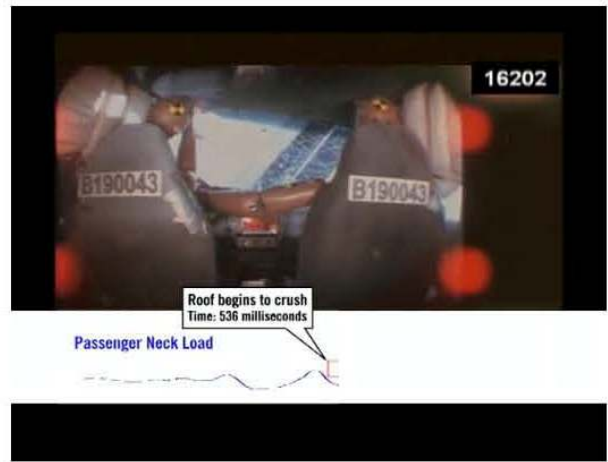 16202
B190043
B190043
Roof begins to crush
Time: 536 milliseconds
Passenger Neck Load